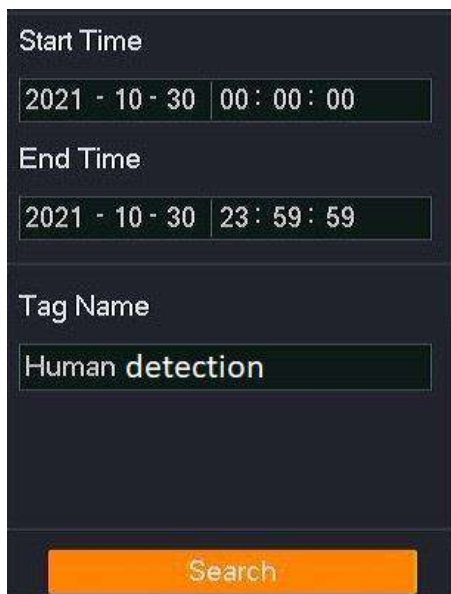 Start Time
2021 - 10 - 30 00: 00: 00
End Time
2021 - 10 - 30 23: 59: 59
Tag Name
Human detection
Search